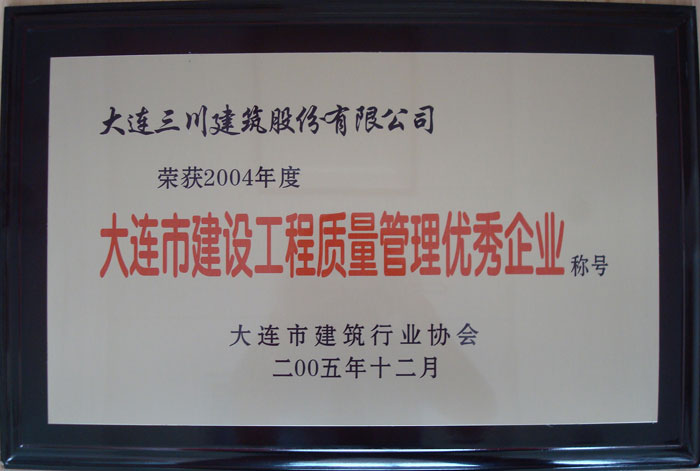 大连三川建筑股份有限公司
荣获2004年度
大连市建设工程质量管理优秀企业称号
大连市建筑行业协会
二00五年十二月